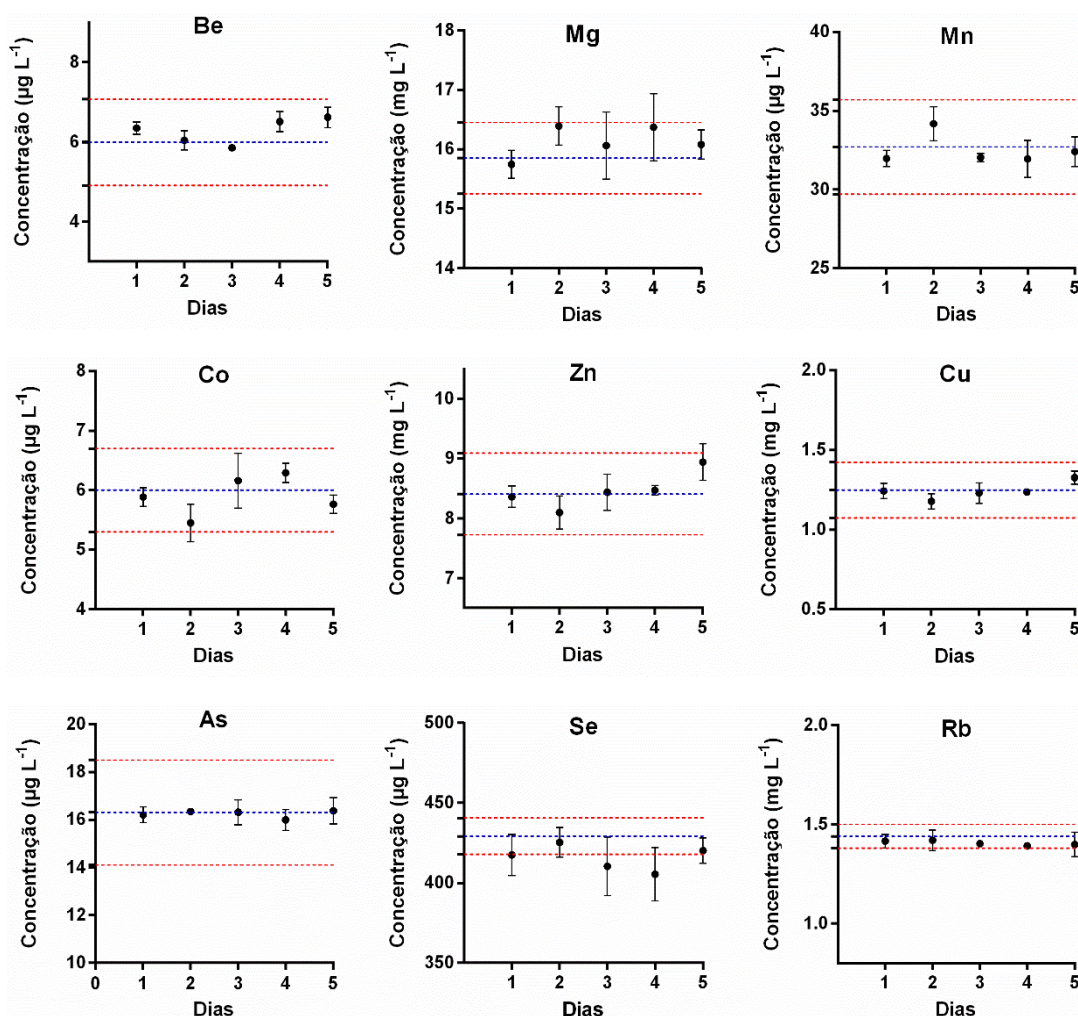 Be
Concentração (µg L⁻¹)
8
6
4
1 2 3 4 5
Dias
Mg
Concentração (mg L⁻¹)
18
17
16
15
14
1 2 3 4 5
Dias
Mn
Concentração (µg L⁻¹)
40
35
30
25
1 2 3 4 5
Dias
Co
Concentração (µg L⁻¹)
8
7
6
5
4
1 2 3 4 5
Dias
Zn
Concentração (mg L⁻¹)
10
9
8
7
1 2 3 4 5
Dias
Cu
Concentração (mg L⁻¹)
2.0
1.5
1.0
0.5
1 2 3 4 5
Dias
As
Concentração (µg L⁻¹)
20
18
16
14
12
10
0 1 2 3 4 5
Dias
Se
Concentração (µg L⁻¹)
500
450
400
350
1 2 3 4 5
Dias
Rb
Concentração (mg L⁻¹)
2.0
1.5
1.0
1 2 3 4 5
Dias